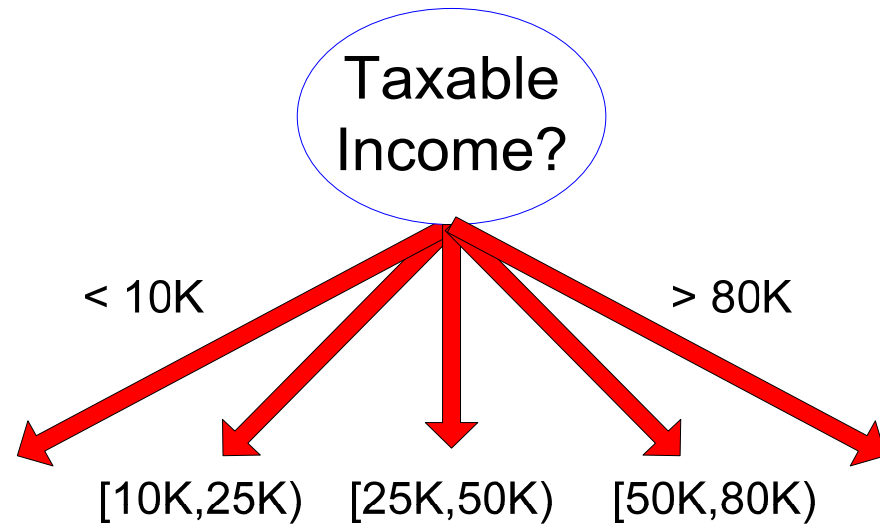 Taxable
Income?
< 10K
> 80K
[10K,25K)
[25K,50K)
[50K,80K)